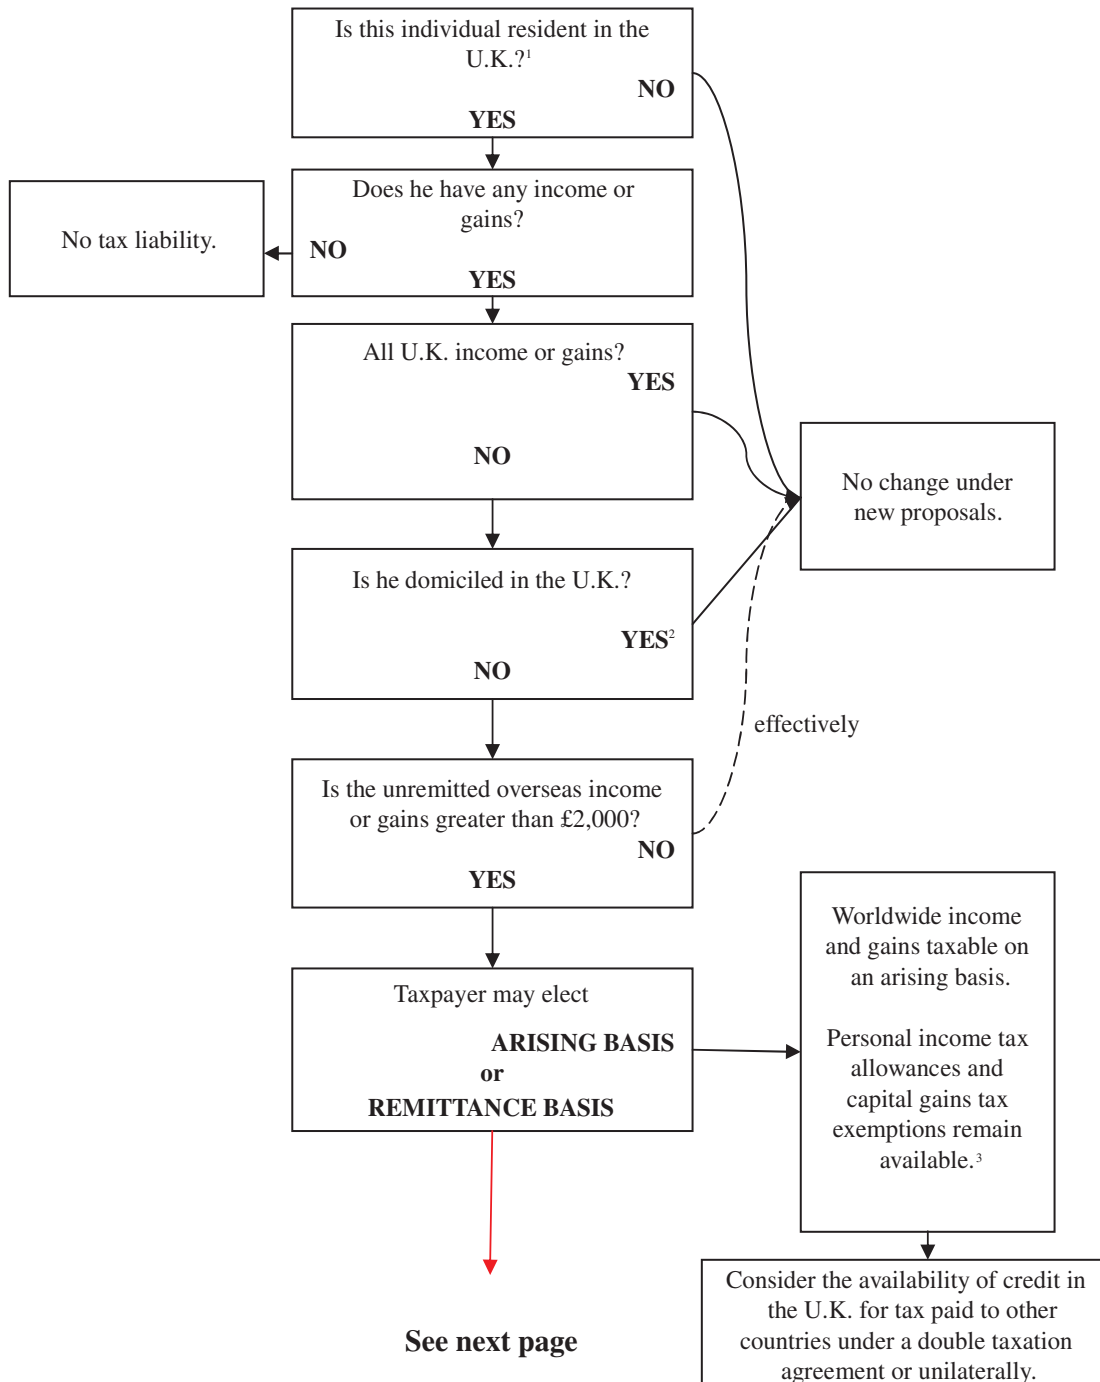 Is this individual resident in the
U.K.?¹
NO
YES
Does he have any income or
gains?
NO
YES
No tax liability.
All U.K. income or gains?
YES
NO
No change under
new proposals.
Is he domiciled in the U.K.?
YES²
NO
effectively
Is the unremitted overseas income
or gains greater than £2,000?
NO
YES
Taxpayer may elect
ARISING BASIS
or
REMITTANCE BASIS
Worldwide income
and gains taxable on
an arising basis.
Personal income tax
allowances and
capital gains tax
exemptions remain
available.³
See next page
Consider the availability of credit in
the U.K. for tax paid to other
countries under a double taxation
agreement or unilaterally.